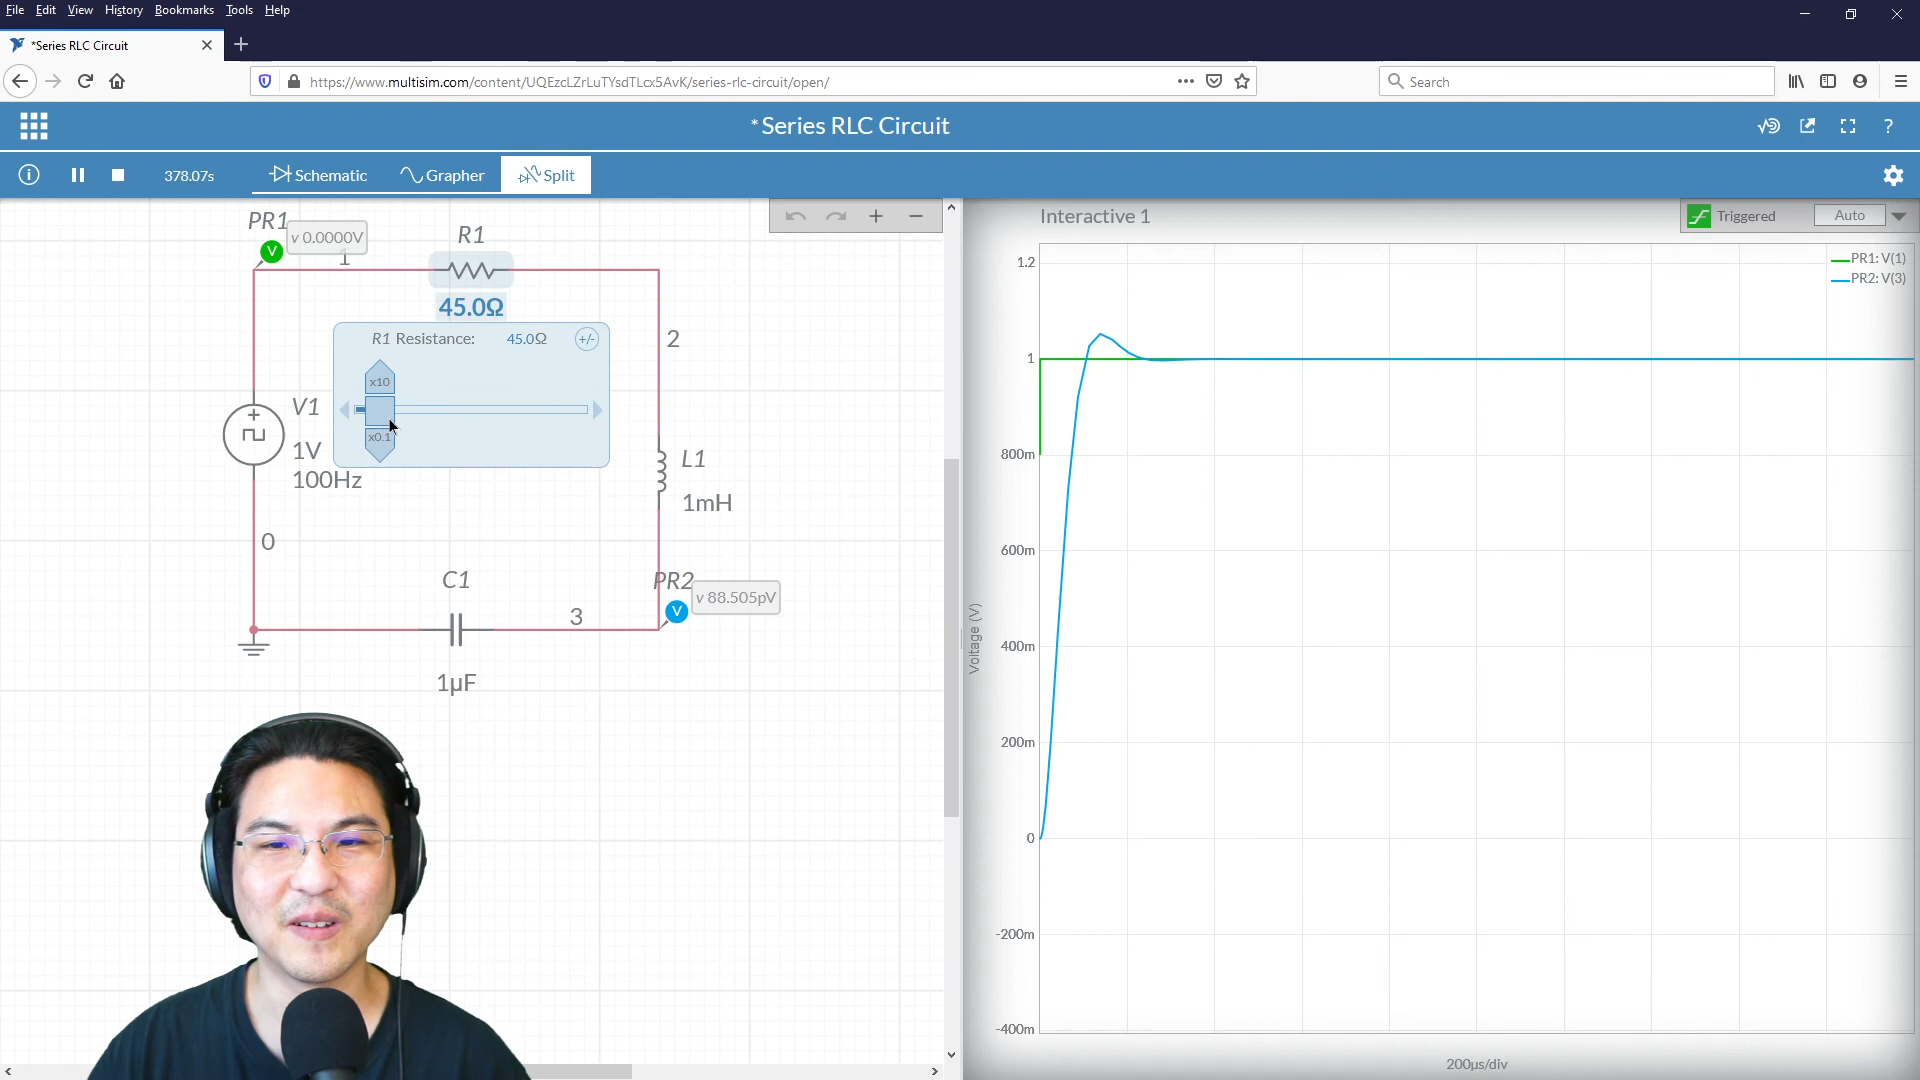 File Edit View History Bookmarks Tools Help
*Series RLC Circuit
https://www.multisim.com/content/UQEzcLZrLuTYsdTLcx5AvK/series-rlc-circuit/open/
Search
*Series RLC Circuit
?
378.07s
Schematic
Grapher
Split
PR1
v 0.0000V
V
1
R1
45.0Ω
R1 Resistance: 45.0Ω +/-
x10
x0.1
2
V1
1V
100Hz
L1
1mH
0
C1
3
PR2
v 88.505pV
V
1μF
Interactive 1
Triggered
Auto
PR1: V(1)
PR2: V(3)
1.2
1
800m
600m
400m
200m
0
-200m
-400m
Voltage (V)
200μs/div